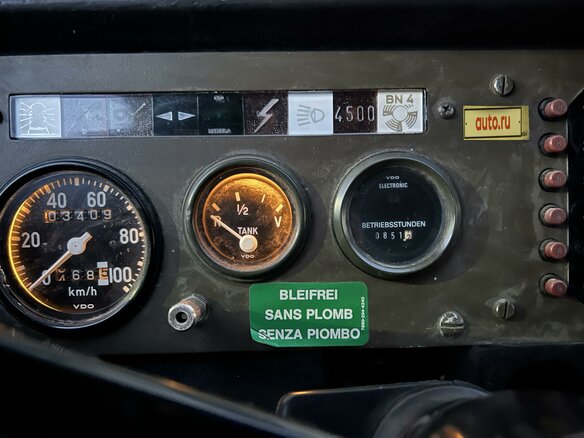 4500
BN 4
auto.ru
20
40
60
80
100
0
03409
km/h
VDO
1/2
V
TANK
VDO
VDO
ELECTRONIC
BETRIEBSSTUNDEN
BLEIFREI
SANS PLOMB
SENZA PIOMBO